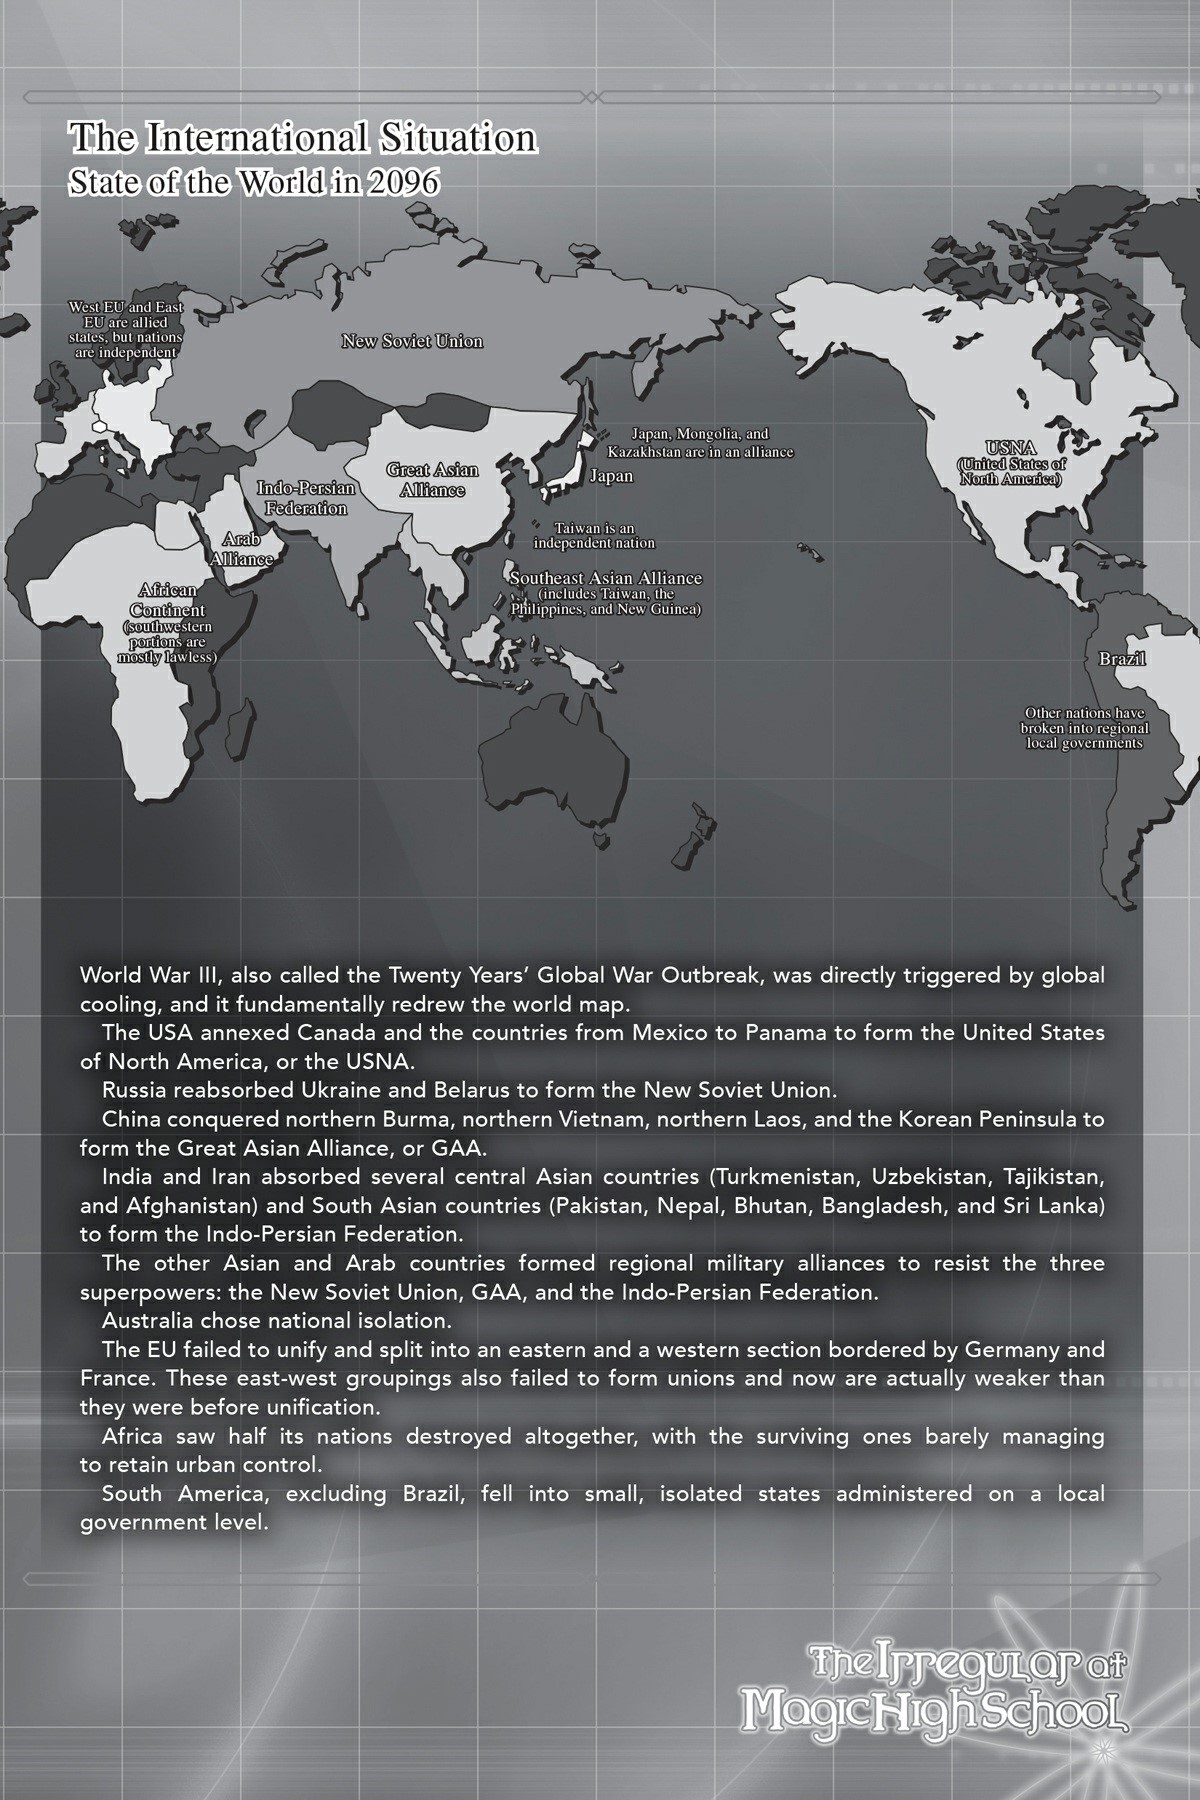 The International Situation
State of the World in 2096
West EU and East
EU are allied
states, but nations
are independent
New Soviet Union
Japan, Mongolia, and
Kazakhstan are in an alliance
Japan
Great Asian
Alliance
Indo-Persian
Federation
USNA
(United States of
North America)
Taiwan is an
independent nation
Arab
Alliance
Southeast Asian Alliance
(includes Taiwan, the
Philippines, and New Guinea)
African
Continent
(southwestern
portions are
mostly lawless)
Brazil
Other nations have
broken into regional
local governments
World War III, also called the Twenty Years’ Global War Outbreak, was directly triggered by global
cooling, and it fundamentally redrew the world map.
The USA annexed Canada and the countries from Mexico to Panama to form the United States
of North America, or the USNA.
Russia reabsorbed Ukraine and Belarus to form the New Soviet Union.
China conquered northern Burma, northern Vietnam, northern Laos, and the Korean Peninsula to
form the Great Asian Alliance, or GAA.
India and Iran absorbed several central Asian countries (Turkmenistan, Uzbekistan, Tajikistan,
and Afghanistan) and South Asian countries (Pakistan, Nepal, Bhutan, Bangladesh, and Sri Lanka)
to form the Indo-Persian Federation.
The other Asian and Arab countries formed regional military alliances to resist the three
superpowers: the New Soviet Union, GAA, and the Indo-Persian Federation.
Australia chose national isolation.
The EU failed to unify and split into an eastern and a western section bordered by Germany and
France. These east-west groupings also failed to form unions and now are actually weaker than
they were before unification.
Africa saw half its nations destroyed altogether, with the surviving ones barely managing
to retain urban control.
South America, excluding Brazil, fell into small, isolated states administered on a local
government level.
The Irregular at
Magic High School